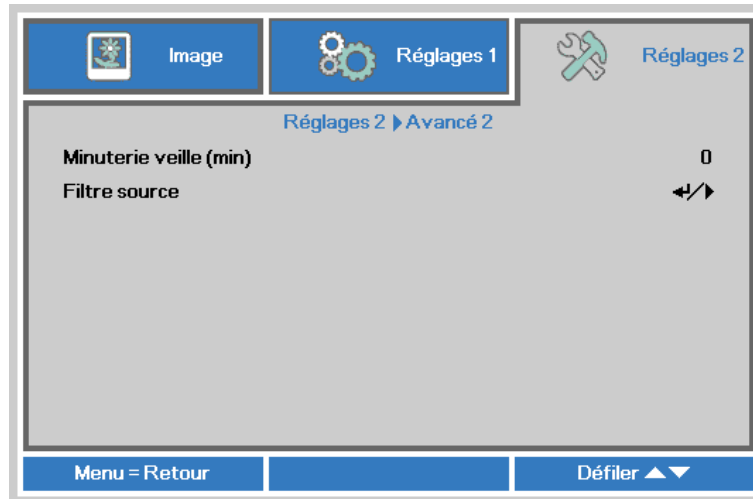 Image
Réglages 1
Réglages 2
Réglages 2 ▶ Avancé 2
Minuterie veille (min) 0
Filtre source ↵/▶
Menu = Retour
Défiler ▲▼